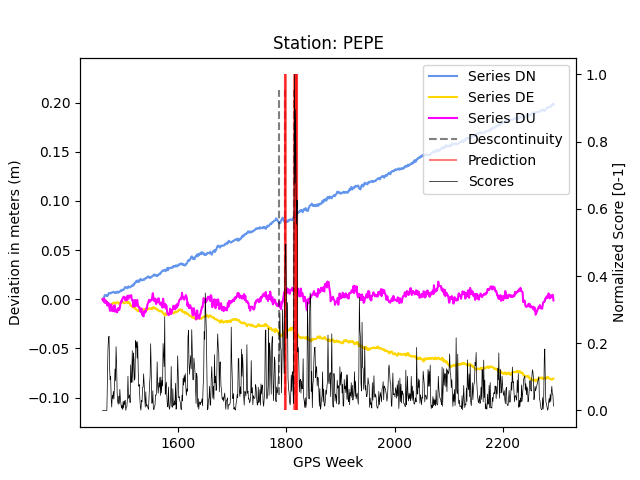 Station: PEPE
Deviation in meters (m)
0.20
0.15
0.10
0.05
0.00
−0.05
−0.10
Series DN
Series DE
Series DU
Descontinuity
Prediction
Scores
1.0
0.8
0.6
0.4
0.2
0.0
Normalized Score [0-1]
1600
1800
2000
2200
GPS Week